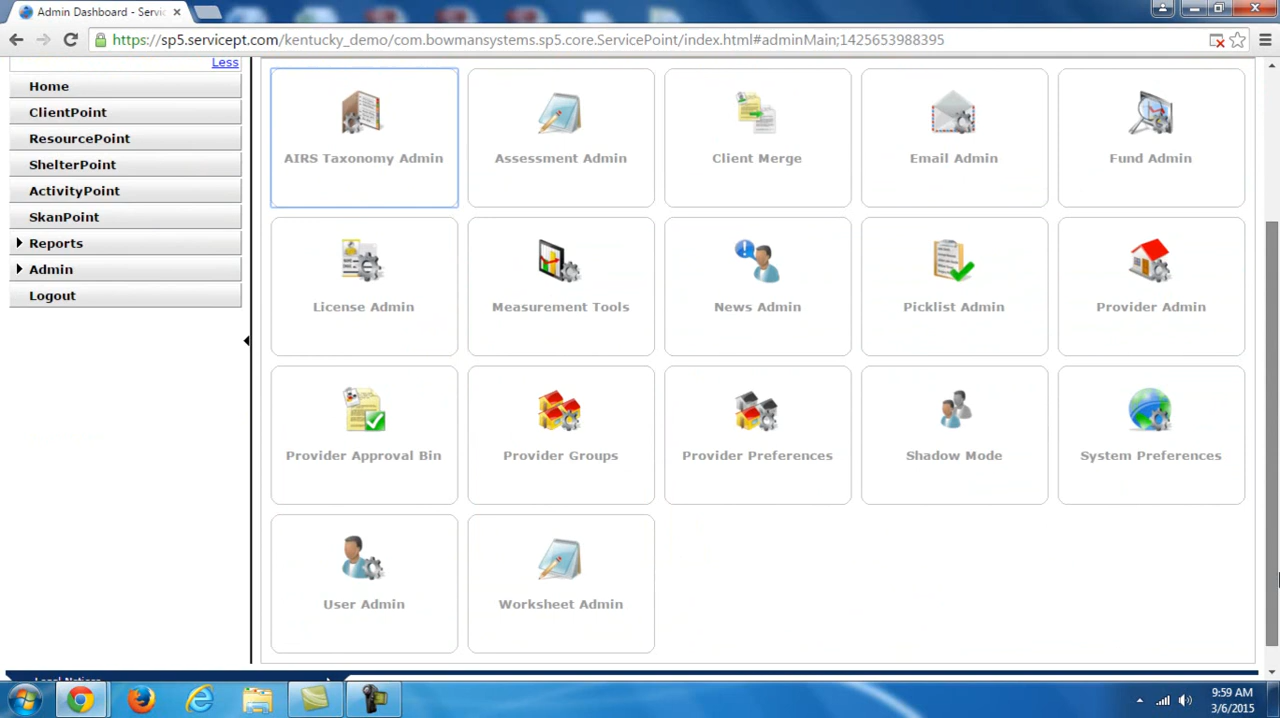 Admin Dashboard - Servic
https://sp5.servicept.com/kentucky_demo/com.bowmansystems.sp5.core.ServicePoint/index.html#adminMain;1425653988395
Less
Home
ClientPoint
ResourcePoint
ShelterPoint
ActivityPoint
SkanPoint
Reports
Admin
Logout
AIRS Taxonomy Admin
Assessment Admin
Client Merge
Email Admin
Fund Admin
License Admin
Measurement Tools
News Admin
Picklist Admin
Provider Admin
Provider Approval Bin
Provider Groups
Provider Preferences
Shadow Mode
System Preferences
User Admin
Worksheet Admin
Legal Notices
9:59 AM
3/6/2015